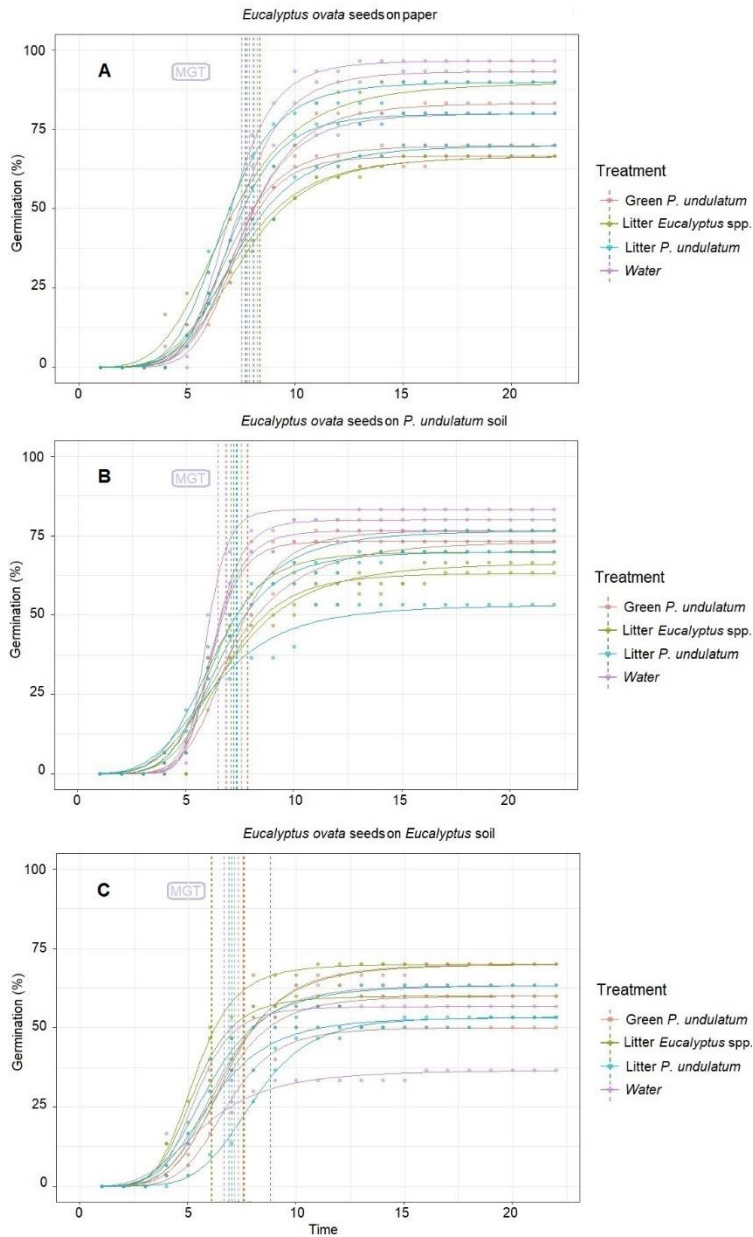 Eucalyptus ovata seeds on paper
100
75
50
25
0
Germination (%)
A
MGT
0 5 10 15 20
Treatment
Green P. undulatum
Litter Eucalyptus spp.
Litter P. undulatum
Water
Eucalyptus ovata seeds on P. undulatum soil
100
75
50
25
0
Germination (%)
B
MGT
0 5 10 15 20
Treatment
Green P. undulatum
Litter Eucalyptus spp.
Litter P. undulatum
Water
Eucalyptus ovata seeds on Eucalyptus soil
100
75
50
25
0
Germination (%)
C
MGT
0 5 10 15 20
Time
Treatment
Green P. undulatum
Litter Eucalyptus spp.
Litter P. undulatum
Water